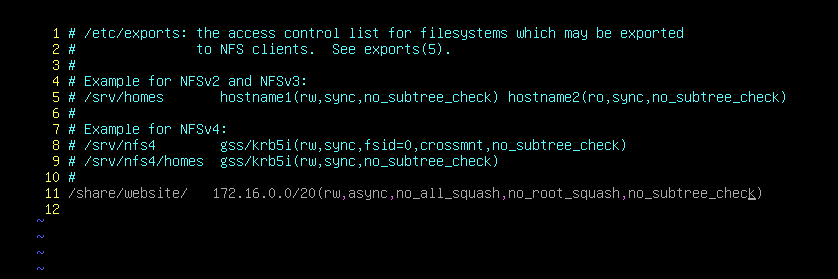 1 # /etc/exports: the access control list for filesystems which may be exported
2 #               to NFS clients.  See exports(5).
3 #
4 # Example for NFSv2 and NFSv3:
5 # /srv/homes       hostname1(rw,sync,no_subtree_check) hostname2(ro,sync,no_subtree_check)
6 #
7 # Example for NFSv4:
8 # /srv/nfs4        gss/krb5i(rw,sync,fsid=0,crossmnt,no_subtree_check)
9 # /srv/nfs4/homes  gss/krb5i(rw,sync,no_subtree_check)
10 #
11 /share/website/   172.16.0.0/20(rw,async,no_all_squash,no_root_squash,no_subtree_check)
12
~
~
~
~